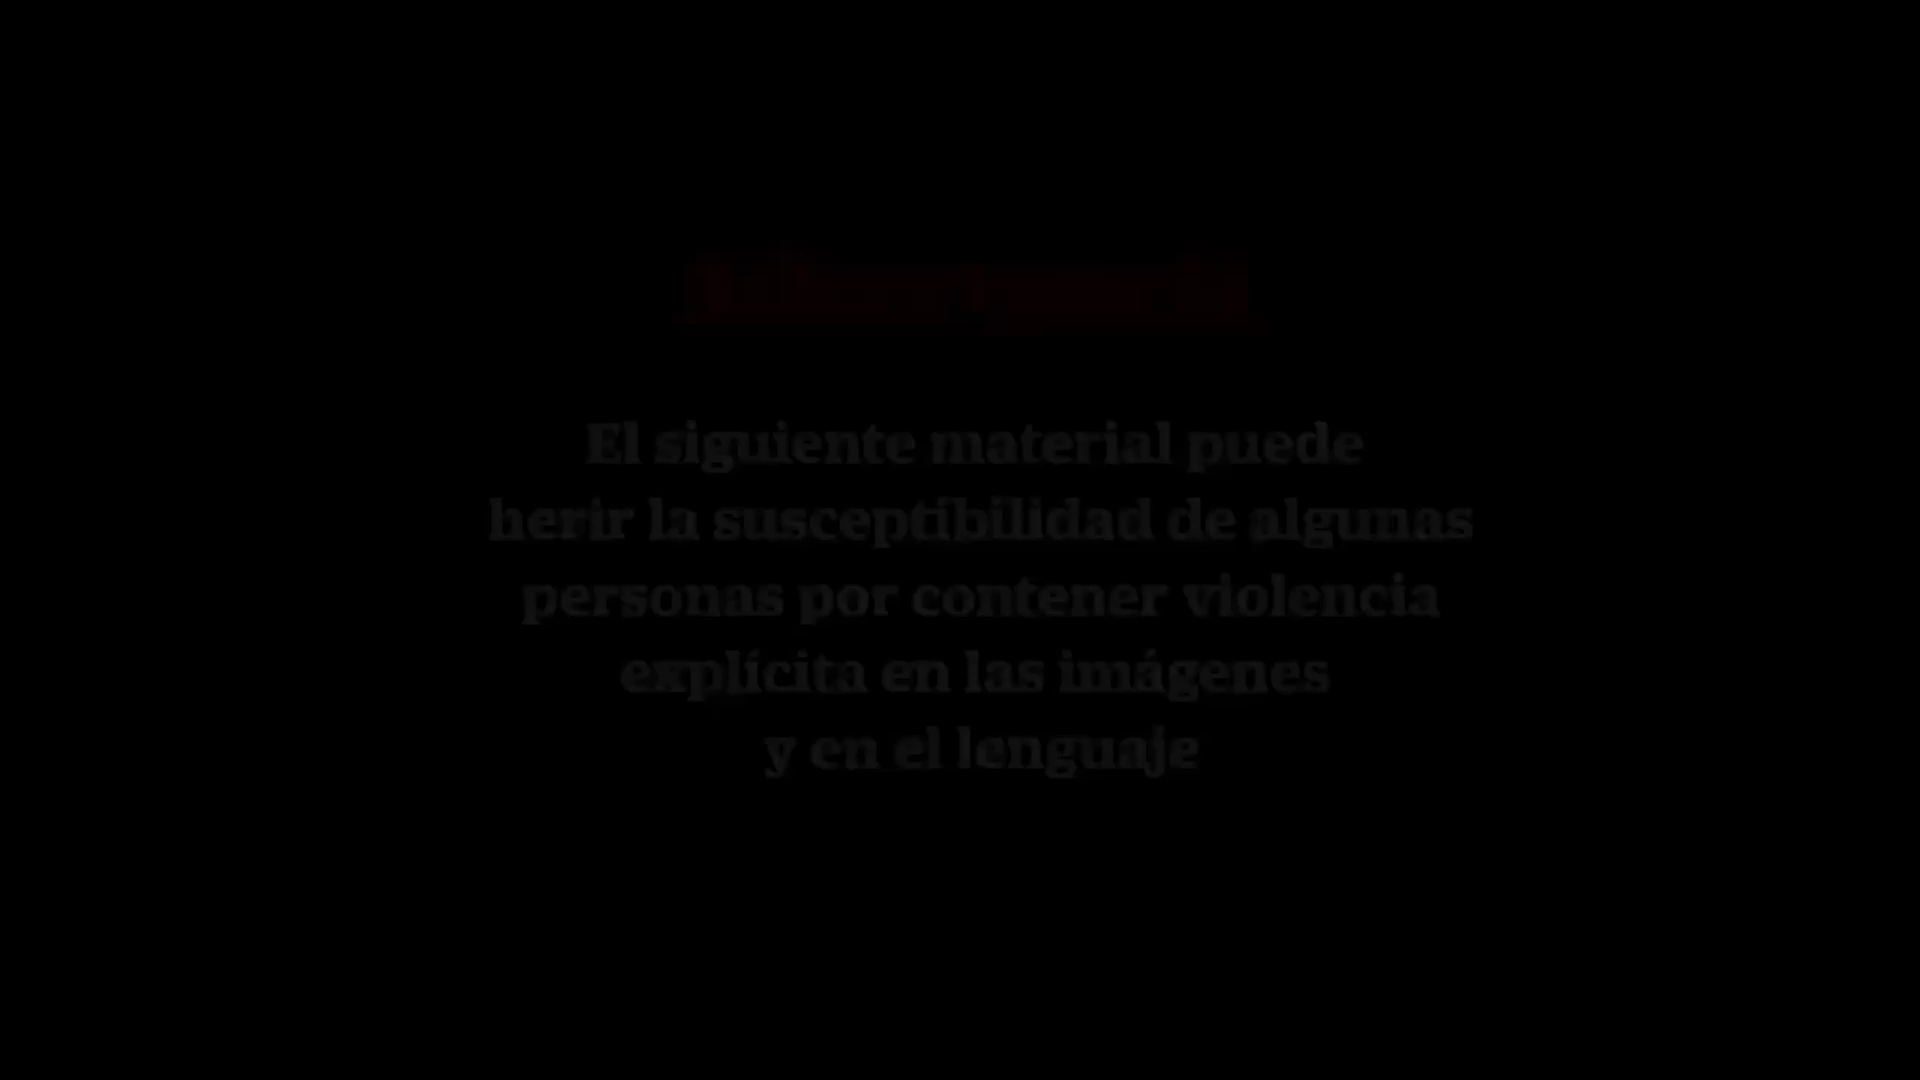 El siguiente material puede
herir la susceptibilidad de algunas
personas por contener violencia
explícita en las imágenes
y en el lenguaje